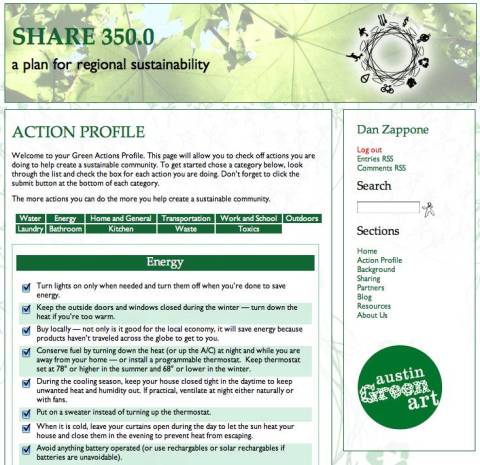 SHARE 350.0
a plan for regional sustainability
ACTION PROFILE
Welcome to your Green Actions Profile. This page will allow you to check off actions you are
doing to help create a sustainable community. To get started chose a category below, look
through the list and check the box for each action you are doing. Don't forget to click the
submit button at the bottom of each category.
The more actions you can do the more you help create a sustainable community.
Water Energy Home and General Transportation Work and School Outdoors
Laundry Bathroom Kitchen Waste Toxics
Energy
Turn lights on only when needed and turn them off when you're done to save
energy.
Keep the outside doors and windows closed during the winter — turn down the
heat if you're too warm.
Buy locally — not only is it good for the local economy, it will save energy because
products haven't traveled across the globe to get to you.
Conserve fuel by turning down the heat (or up the A/C) at night and while you are
away from your home — or install a programmable thermostat. Keep thermostat
set at 78° or higher in the summer and 68° or lower in the winter.
During the cooling season, keep your house closed tight in the daytime to keep
unwanted heat and humidity out. If practical, ventilate at night either naturally or
with fans.
Put on a sweater instead of turning up the thermostat.
When it is cold, leave your curtains open during the day to let the sun heat your
house and close them in the evening to prevent heat from escaping.
Avoid anything battery operated (or use rechargables or solar rechargables if
batteries are unavoidable).
Dan Zappone
Log out
Entries RSS
Comments RSS
Search
Sections
Home
Action Profile
Background
Sharing
Partners
Blog
Resources
About Us
austin
Green
art